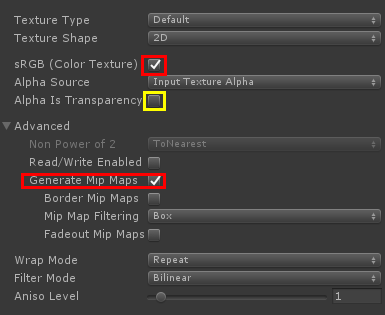 Texture Type Default
Texture Shape 2D
sRGB (Color Texture)
Alpha Source Input Texture Alpha
Alpha Is Transparency
Advanced
Non Power of 2 ToNearest
Read/Write Enabled
Generate Mip Maps
Border Mip Maps
Mip Map Filtering Box
Fadeout Mip Maps
Wrap Mode Repeat
Filter Mode Bilinear
Aniso Level 1